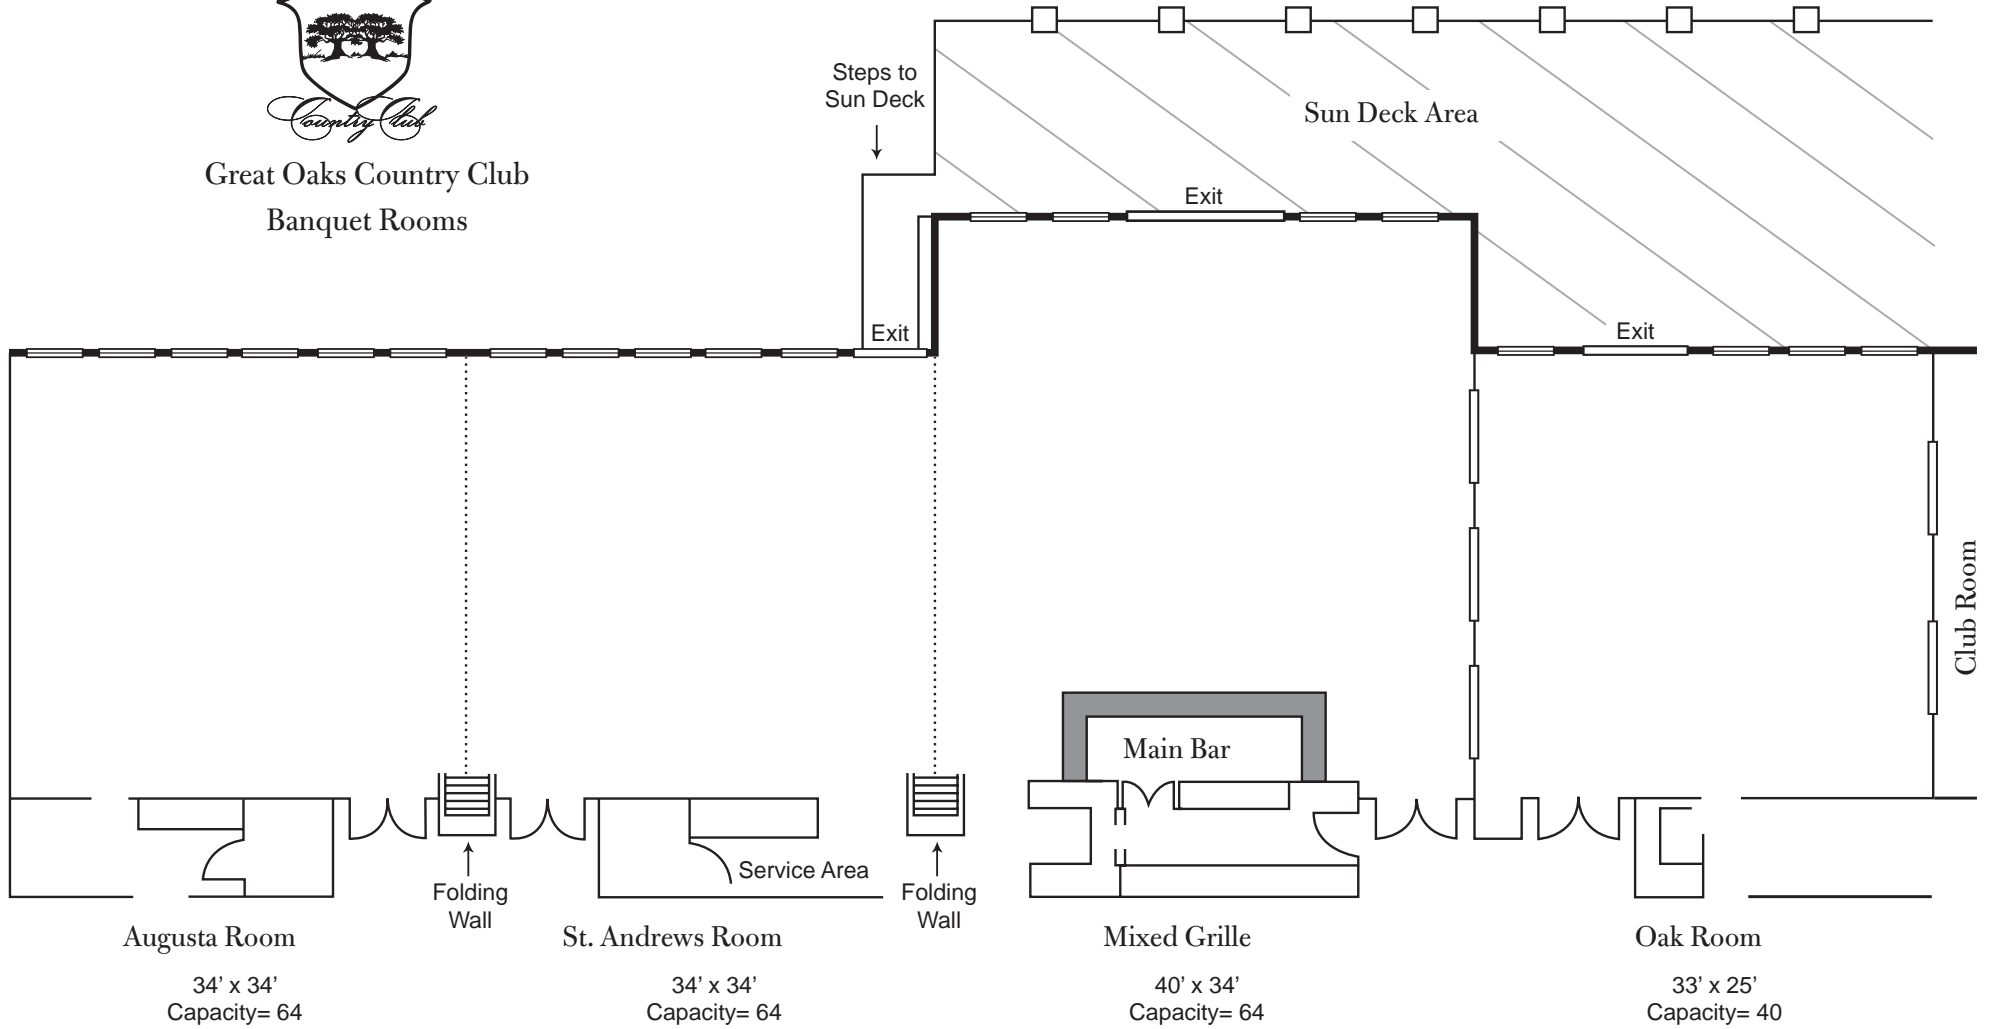 Country Club
Great Oaks Country Club
Banquet Rooms
Steps to
Sun Deck
Sun Deck Area
Exit
Exit
Exit
Club Room
Main Bar
Service Area
Folding
Wall
Folding
Wall
Augusta Room
34’ x 34’
Capacity= 64
St. Andrews Room
34’ x 34’
Capacity= 64
Mixed Grille
40’ x 34’
Capacity= 64
Oak Room
33’ x 25’
Capacity= 40